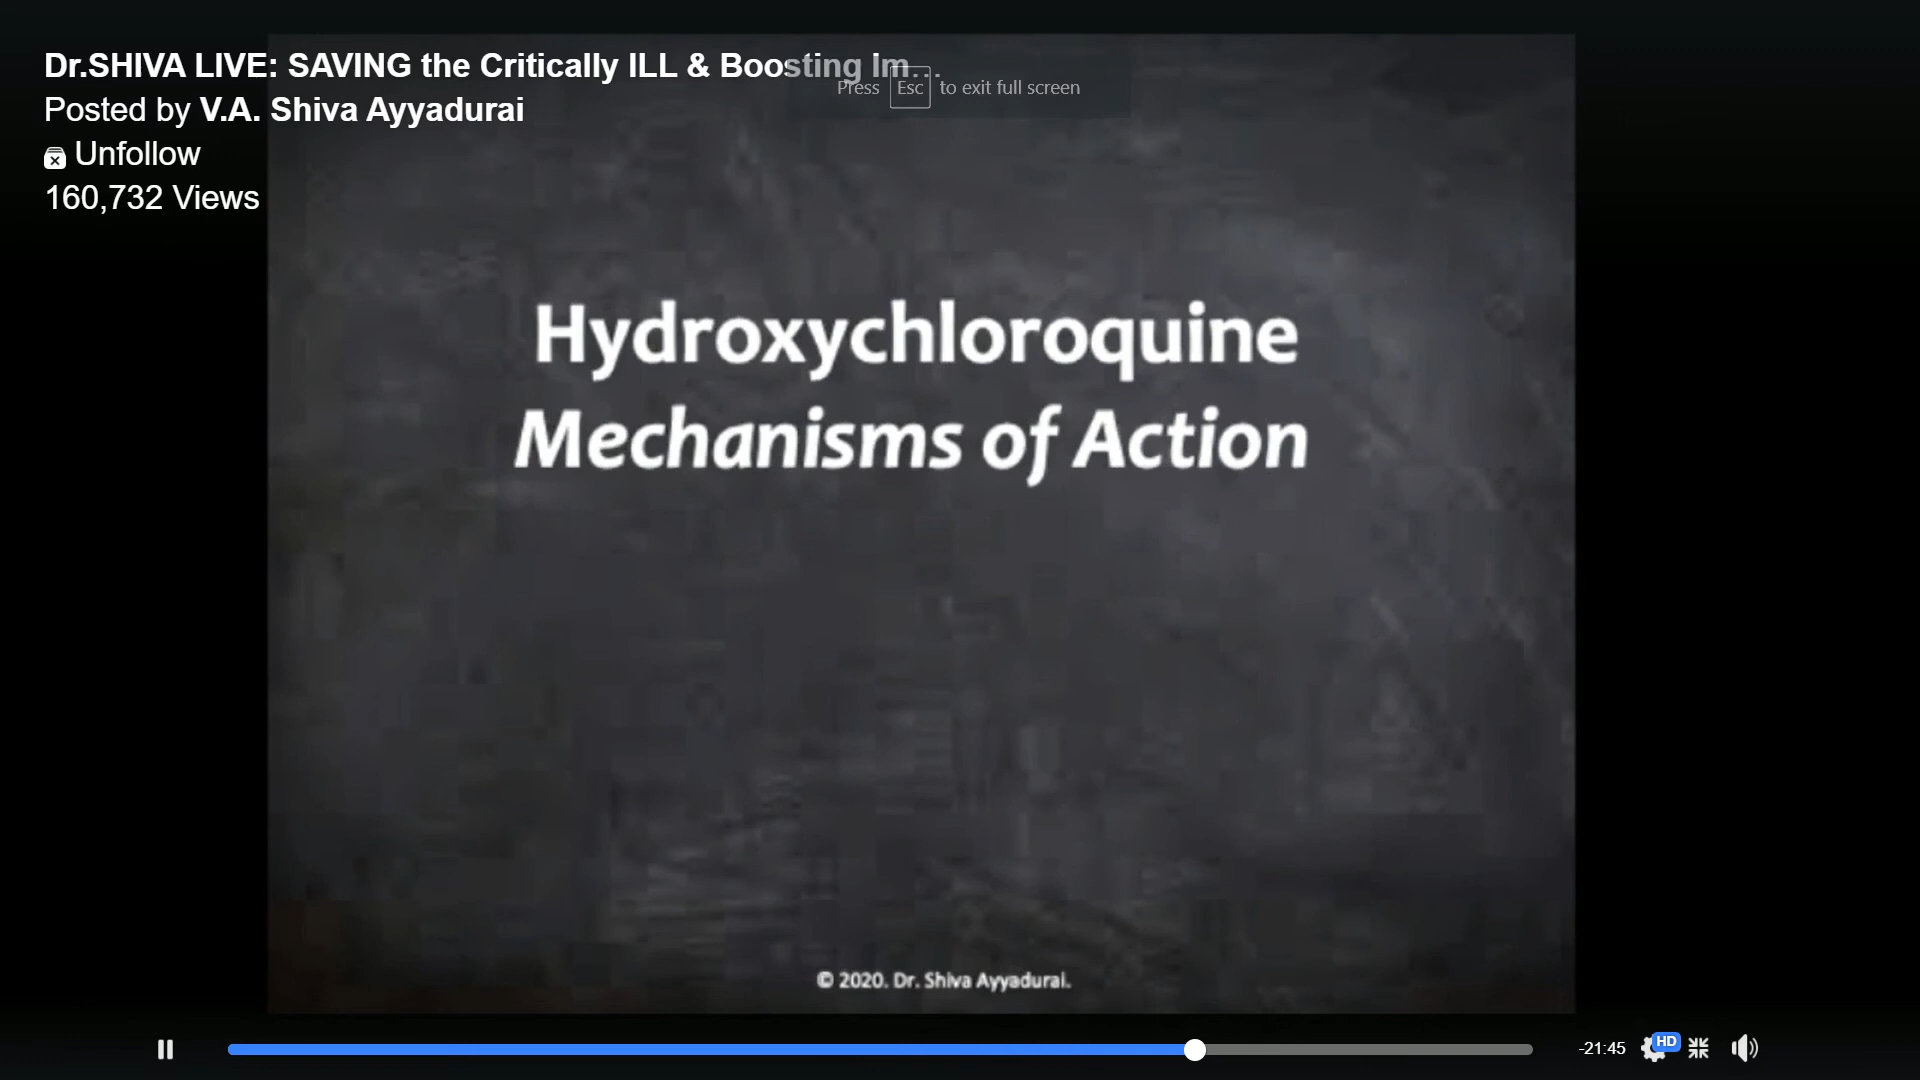 Dr.SHIVA LIVE: SAVING the Critically ILL & Boosting Im...
Press Esc to exit full screen
Posted by V.A. Shiva Ayyadurai
Unfollow
160,732 Views
Hydroxychloroquine
Mechanisms of Action
© 2020. Dr. Shiva Ayyadurai.
-21:45
HD